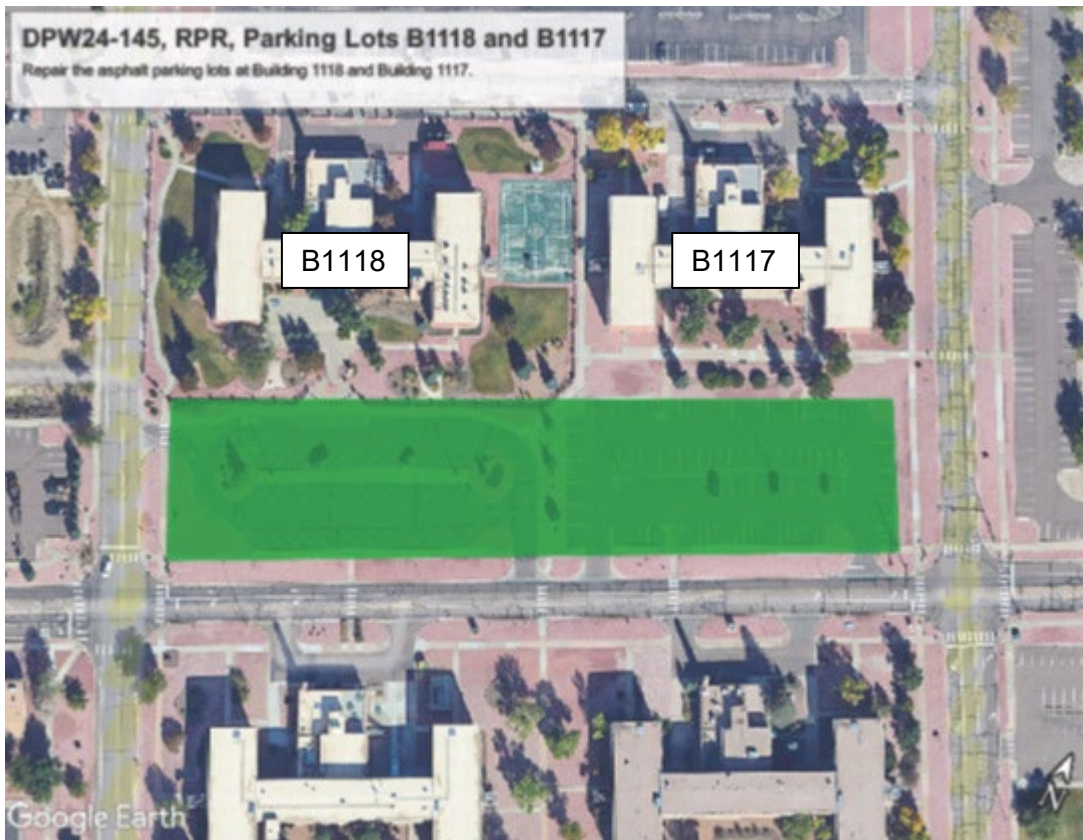 DPW24-145, RPR, Parking Lots B1118 and B1117
Repair the asphalt parking lots at Building 1118 and Building 1117.
B1118
B1117
Google Earth
N